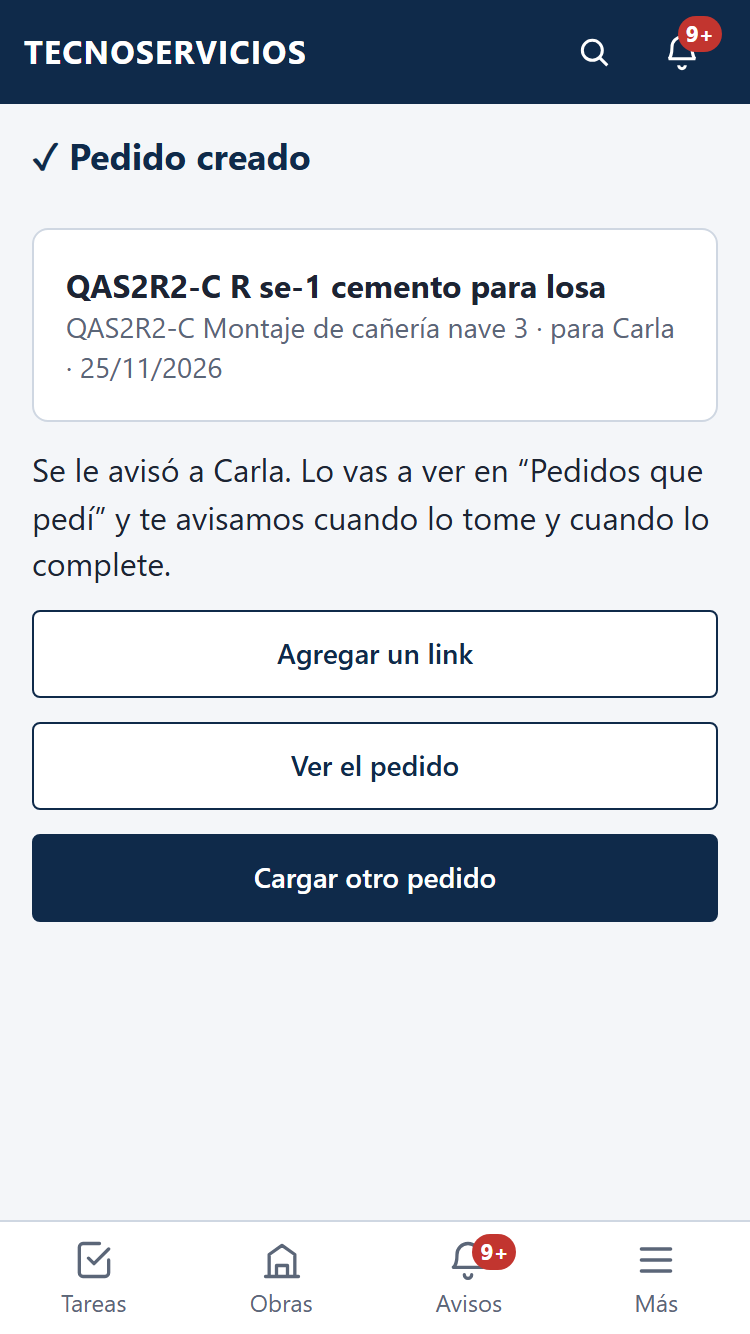 TECNOSERVICIOS
9+
✓ Pedido creado
QAS2R2-C R se-1 cemento para losa
QAS2R2-C Montaje de cañería nave 3 · para Carla
· 25/11/2026
Se le avisó a Carla. Lo vas a ver en “Pedidos que
pedí” y te avisamos cuando lo tome y cuando lo
complete.
Agregar un link
Ver el pedido
Cargar otro pedido
9+
Tareas
Obras
Avisos
Más